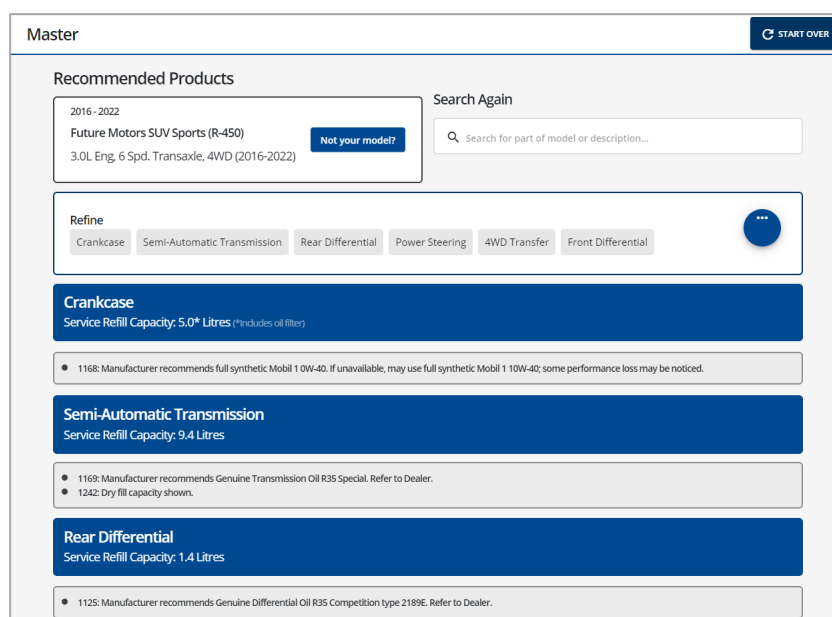 Master
START OVER
Recommended Products
2016 - 2022
Future Motors SUV Sports (R-450)
Not your model?
3.0L Eng, 6 Spd. Transaxle, 4WD (2016-2022)
Search Again
Search for part of model or description...
Refine
Crankcase Semi-Automatic Transmission Rear Differential Power Steering 4WD Transfer Front Differential
Crankcase
Service Refill Capacity: 5.0* Litres (*Includes oil filter)
1168: Manufacturer recommends full synthetic Mobil 1 0W-40. If unavailable, may use full synthetic Mobil 1 10W-40; some performance loss may be noticed.
Semi-Automatic Transmission
Service Refill Capacity: 9.4 Litres
1169: Manufacturer recommends Genuine Transmission Oil R35 Special. Refer to Dealer.
1242: Dry fill capacity shown.
Rear Differential
Service Refill Capacity: 1.4 Litres
1125: Manufacturer recommends Genuine Differential Oil R35 Competition type 2189E. Refer to Dealer.